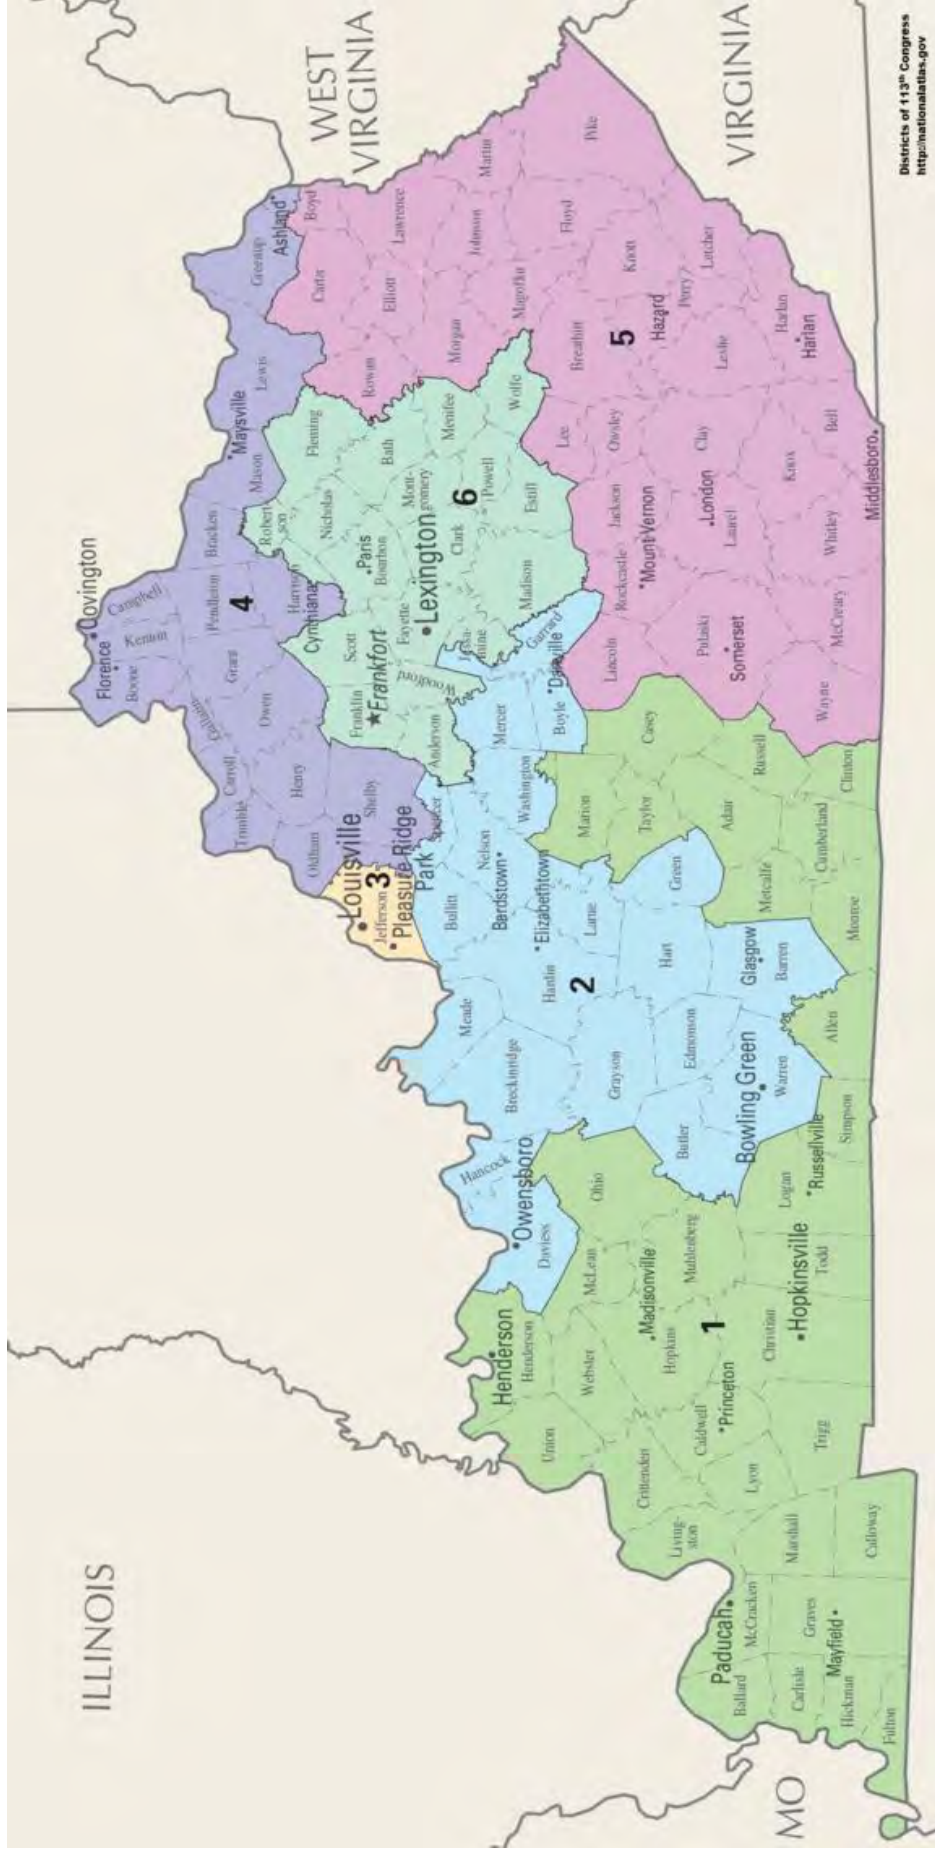 ILLINOIS
MO
WEST
VIRGINIA
VIRGINIA
Covington
Florence
Boone
Kenton
Campbell
Gallatin
Grant
Pendleton
4
Bracken
Carroll
Trimble
Owen
Henry
Oldham
Shelby
Harrison
Cynthiana
Robert-
son
Mason
Maysville
Lewis
Greenup
Ashland
Boyd
Louisville
3
Jefferson
Pleasure Ridge
Park
Spencer
Franklin
Frankfort
Scott
Woodford
Anderson
Fayette
Lexington
Paris
Bourbon
Nicholas
Fleming
Bath
Mont-
gomery
Menifee
Clark
6
Powell
Wolfe
Estill
Madison
Jessa-
mine
Garrard
Danville
Boyle
Mercer
Washington
Carter
Rowan
Elliott
Lawrence
Morgan
Johnson
Martin
Magoffin
Floyd
Pike
Breathitt
5
Knott
Hazard
Perry
Letcher
Leslie
Harlan
Harlan
Lee
Owsley
Clay
Jackson
Rockcastle
Mount Vernon
London
Laurel
Knox
Bell
Middlesboro
Whitley
McCreary
Lincoln
Pulaski
Somerset
Wayne
Bullitt
Nelson
Bardstown
Elizabethtown
Larue
Hardin
2
Meade
Breckinridge
Hancock
Owensboro
Daviess
Grayson
Hart
Green
Edmonson
Butler
Bowling Green
Warren
Glasgow
Barren
Marion
Taylor
Casey
Adair
Russell
Metcalfe
Cumberland
Clinton
Monroe
Allen
Simpson
Logan
Russellville
Ohio
McLean
Muhlenberg
Madisonville
Hopkins
1
Henderson
Henderson
Webster
Union
Crittenden
Caldwell
Princeton
Lyon
Christian
Hopkinsville
Todd
Trigg
Living-
ston
Marshall
Calloway
Paducah
McCracken
Ballard
Carlisle
Graves
Mayfield
Hickman
Fulton
Districts of 113th Congress
http://nationalatlas.gov